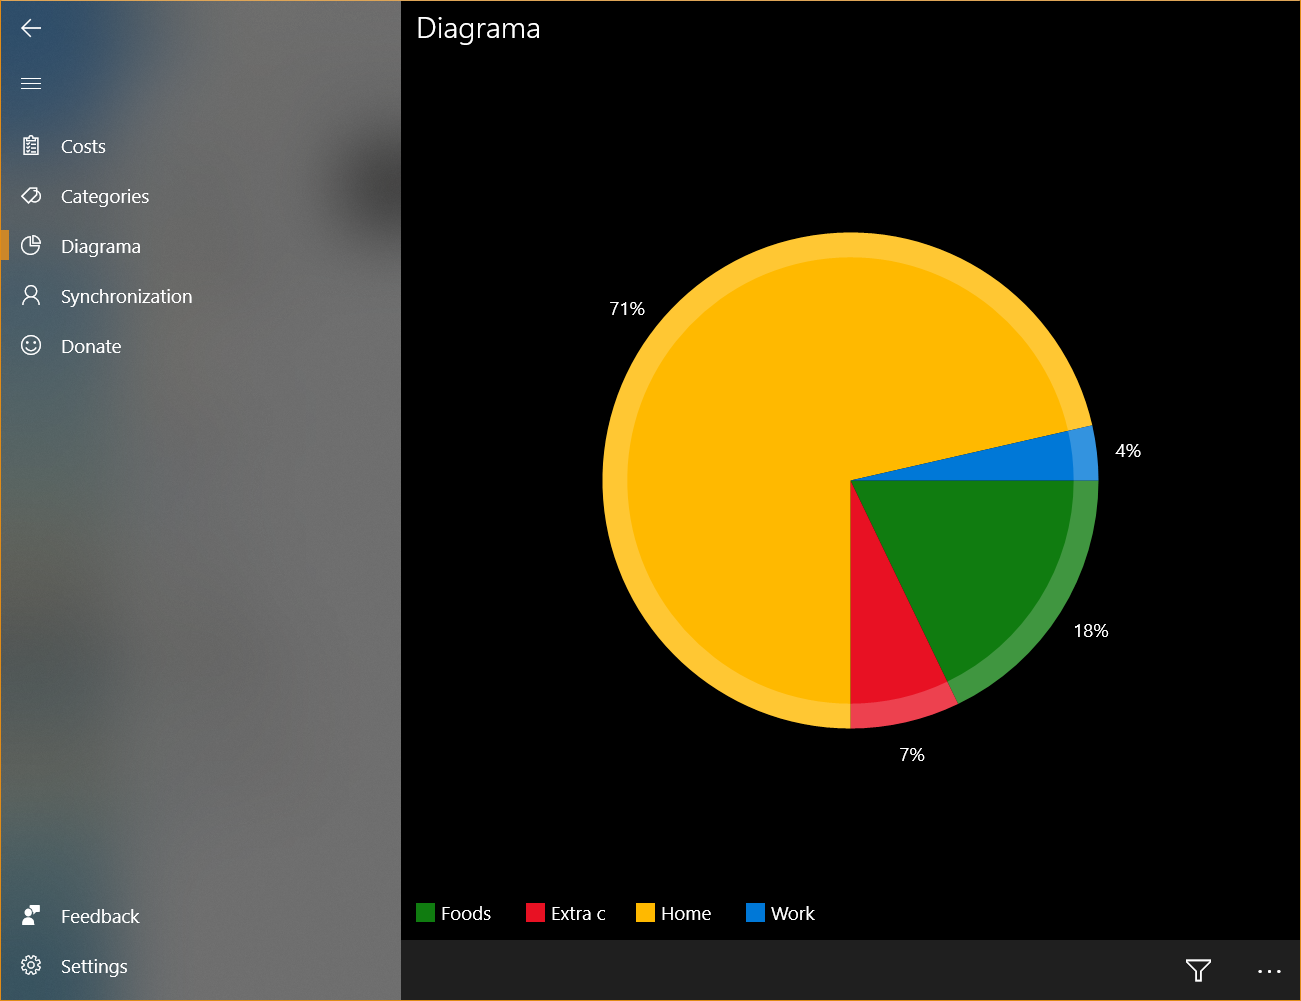 Diagrama
Costs
Categories
Diagrama
Synchronization
Donate
71%
4%
18%
7%
Foods Extra c Home Work
Feedback
Settings